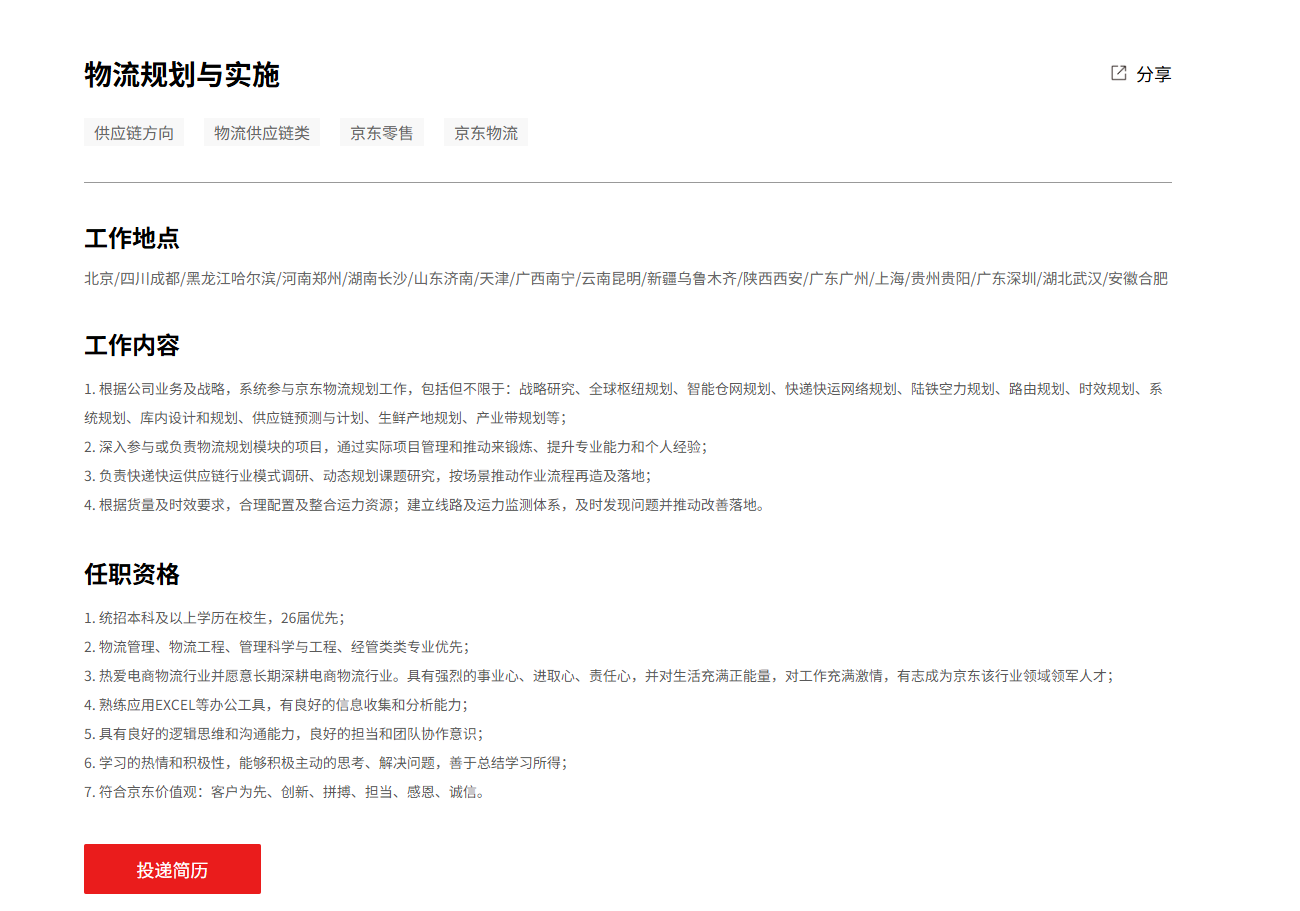 物流规划与实施
分享
供应链方向 物流供应链类 京东零售 京东物流
工作地点
北京/四川成都/黑龙江哈尔滨/河南郑州/湖南长沙/山东济南/天津/广西南宁/云南昆明/新疆乌鲁木齐/陕西西安/广东广州/上海/贵州贵阳/广东深圳/湖北武汉/安徽合肥
工作内容
1. 根据公司业务及战略，系统参与京东物流规划工作，包括但不限于：战略研究、全球枢纽规划、智能仓网规划、快递快运网络规划、陆铁空力规划、路由规划、时效规划、系
统规划、库内设计和规划、供应链预测与计划、生鲜产地规划、产业带规划等；
2. 深入参与或负责物流规划模块的项目，通过实际项目管理和推动来锻炼、提升专业能力和个人经验；
3. 负责快递快运供应链行业模式调研、动态规划课题研究，按场景推动作业流程再造及落地；
4. 根据货量及时效要求，合理配置及整合运力资源；建立线路及运力监测体系，及时发现问题并推动改善落地。
任职资格
1. 统招本科及以上学历在校生，26届优先；
2. 物流管理、物流工程、管理科学与工程、经管类类专业优先；
3. 热爱电商物流行业并愿意长期深耕电商物流行业。具有强烈的事业心、进取心、责任心，并对生活充满正能量，对工作充满激情，有志成为京东该行业领域领军人才；
4. 熟练应用EXCEL等办公工具，有良好的信息收集和分析能力；
5. 具有良好的逻辑思维和沟通能力，良好的担当和团队协作意识；
6. 学习的热情和积极性，能够积极主动的思考、解决问题，善于总结学习所得；
7. 符合京东价值观：客户为先、创新、拼搏、担当、感恩、诚信。
投递简历